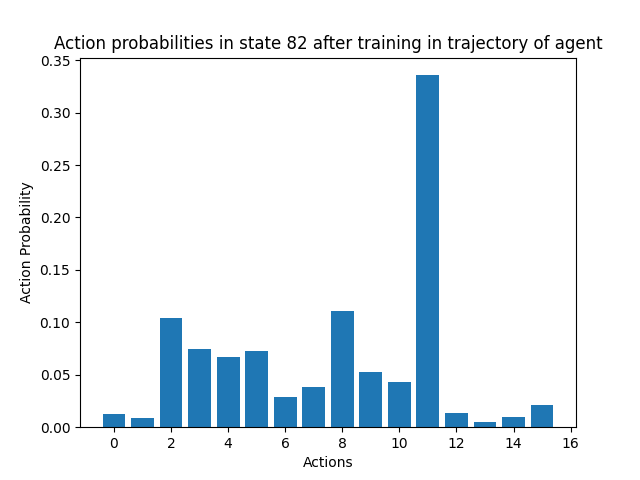 Action probabilities in state 82 after training in trajectory of agent
0.35
0.30
0.25
0.20
0.15
0.10
0.05
0.00
Action Probability
0 2 4 6 8 10 12 14 16
Actions